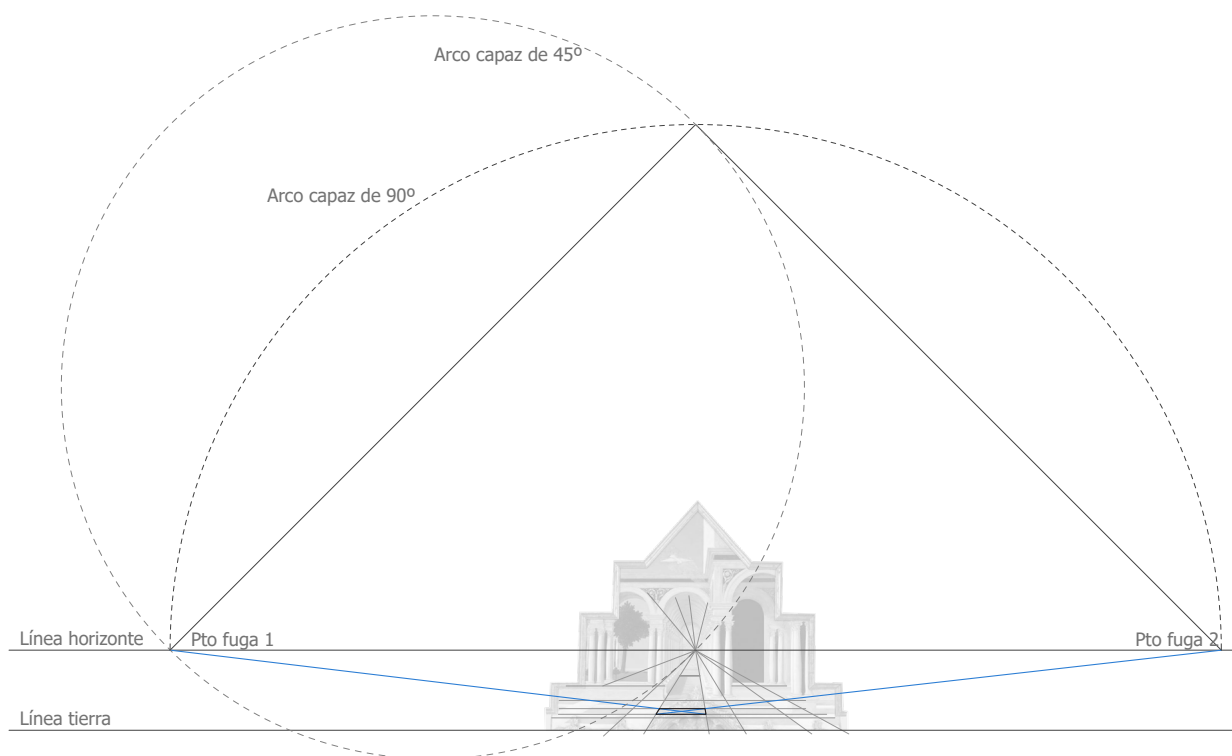 Arco capaz de 45º
Arco capaz de 90º
Línea horizonte
Pto fuga 1
Pto fuga 2
Línea tierra